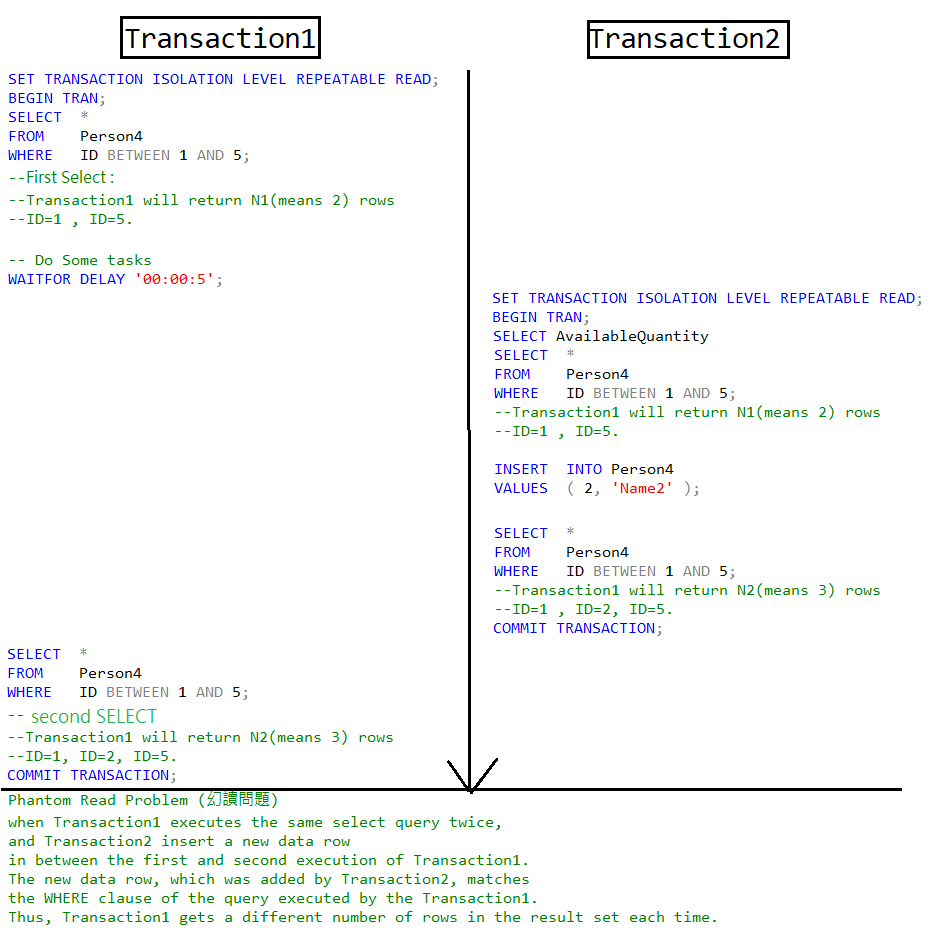 Transaction1
SET TRANSACTION ISOLATION LEVEL REPEATABLE READ;
BEGIN TRAN;
SELECT  *
FROM    Person4
WHERE   ID BETWEEN 1 AND 5;
--First Select :
--Transaction1 will return N1(means 2) rows
--ID=1 , ID=5.
-- Do Some tasks
WAITFOR DELAY '00:00:5';
Transaction2
SET TRANSACTION ISOLATION LEVEL REPEATABLE READ;
BEGIN TRAN;
SELECT AvailableQuantity
SELECT  *
FROM    Person4
WHERE   ID BETWEEN 1 AND 5;
--Transaction1 will return N1(means 2) rows
--ID=1 , ID=5.
INSERT  INTO Person4
VALUES  ( 2, 'Name2' );
SELECT  *
FROM    Person4
WHERE   ID BETWEEN 1 AND 5;
--Transaction1 will return N2(means 3) rows
--ID=1 , ID=2, ID=5.
COMMIT TRANSACTION;
SELECT  *
FROM    Person4
WHERE   ID BETWEEN 1 AND 5;
-- second SELECT
--Transaction1 will return N2(means 3) rows
--ID=1, ID=2, ID=5.
COMMIT TRANSACTION;
Phantom Read Problem (幻讀問題)
when Transaction1 executes the same select query twice,
and Transaction2 insert a new data row
in between the first and second execution of Transaction1.
The new data row, which was added by Transaction2, matches
the WHERE clause of the query executed by the Transaction1.
Thus, Transaction1 gets a different number of rows in the result set each time.